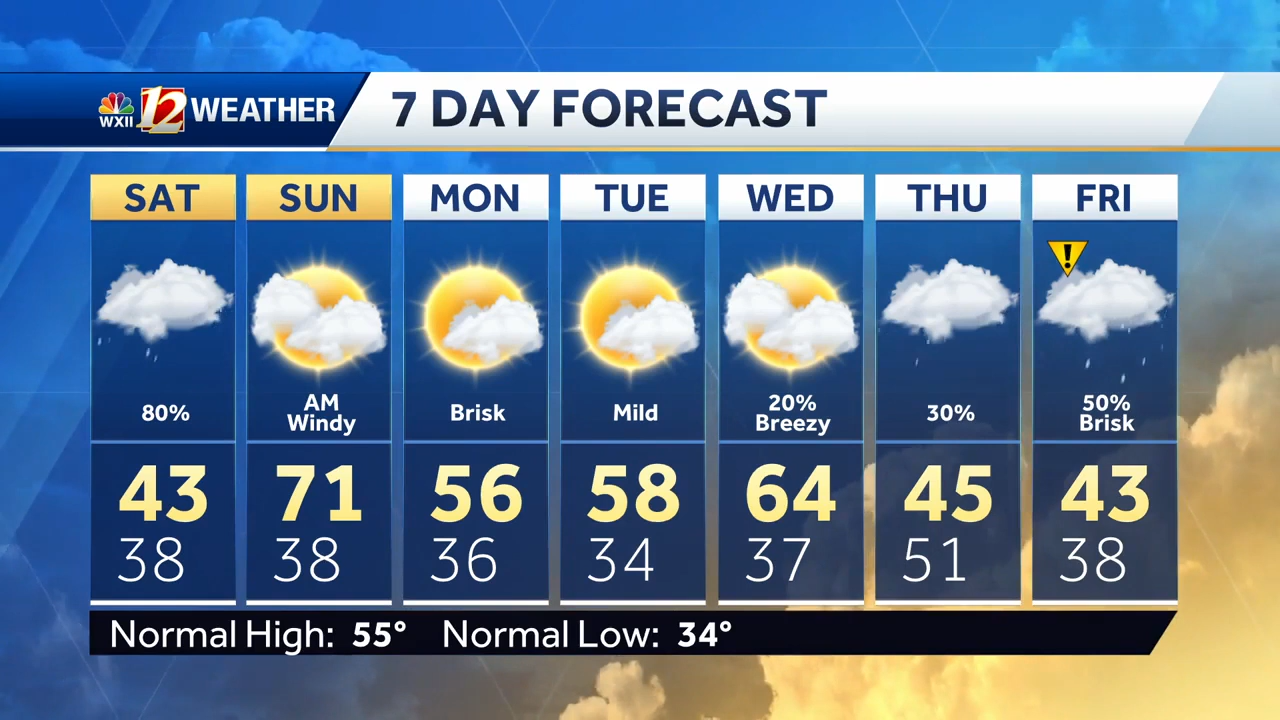 WXII 12 WEATHER
7 DAY FORECAST
SAT SUN MON TUE WED THU FRI
!
80% AM Windy Brisk Mild 20% Breezy 30% 50% Brisk
43 71 56 58 64 45 43
38 38 36 34 37 51 38
Normal High: 55° Normal Low: 34°